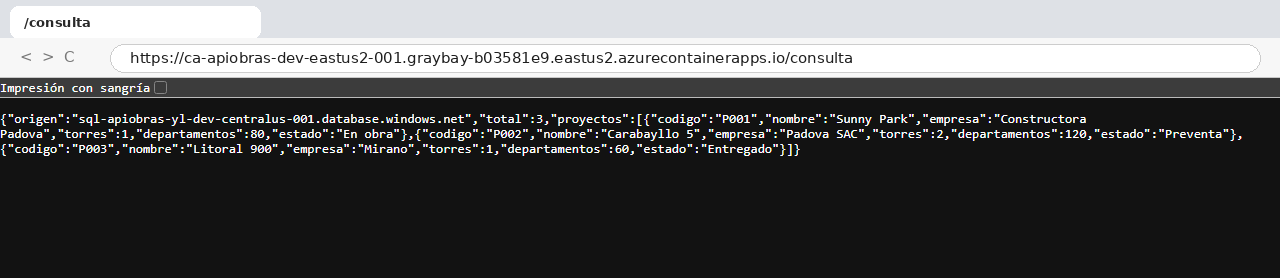 /consulta
< > C
https://ca-apiobras-dev-eastus2-001.graybay-b03581e9.eastus2.azurecontainerapps.io/consulta
Impresión con sangría
{"origen":"sql-apiobras-yl-dev-centralus-001.database.windows.net","total":3,"proyectos":[{"codigo":"P001","nombre":"Sunny Park","empresa":"Constructora
Padova","torres":1,"departamentos":80,"estado":"En obra"},{"codigo":"P002","nombre":"Carabayllo 5","empresa":"Padova SAC","torres":2,"departamentos":120,"estado":"Preventa"},
{"codigo":"P003","nombre":"Litoral 900","empresa":"Mirano","torres":1,"departamentos":60,"estado":"Entregado"}]}